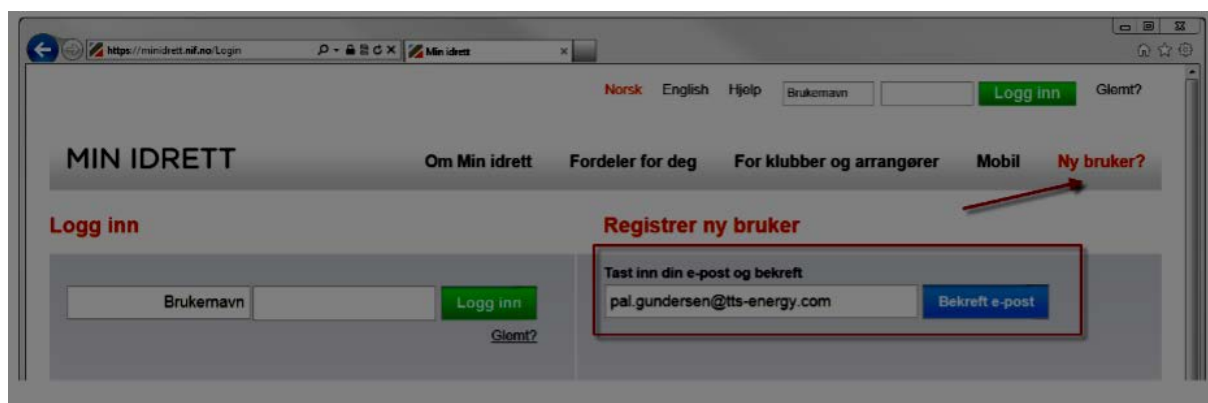 https://minidrett.nif.no/Login
Min idrett
Norsk English Hjelp Brukernavn Logg inn Glemt?
MIN IDRETT
Om Min idrett Fordeler for deg For klubber og arrangører Mobil Ny bruker?
Logg inn
Registrer ny bruker
Brukernavn Logg inn
Glemt?
Tast inn din e-post og bekreft
pal.gundersen@tts-energy.com Bekreft e-post